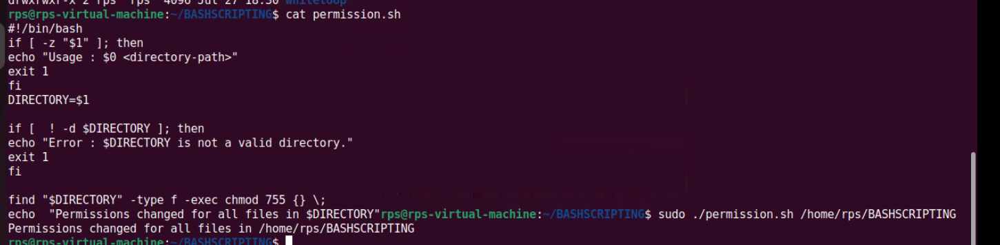 drwxrwxr-x 2 rps rps 4096 Jul 27 18:30 whiteloop
rps@rps-virtual-machine:~/BASHSCRIPTING$ cat permission.sh
#!/bin/bash
if [ -z "$1" ]; then
echo "Usage : $0 <directory-path>"
exit 1
fi
DIRECTORY=$1
if [  ! -d $DIRECTORY ]; then
echo "Error : $DIRECTORY is not a valid directory."
exit 1
fi
find "$DIRECTORY" -type f -exec chmod 755 {} \;
echo  "Permissions changed for all files in $DIRECTORY"rps@rps-virtual-machine:~/BASHSCRIPTING$ sudo ./permission.sh /home/rps/BASHSCRIPTING
Permissions changed for all files in /home/rps/BASHSCRIPTING
rps@rps-virtual-machine:~/BASHSCRIPTING$